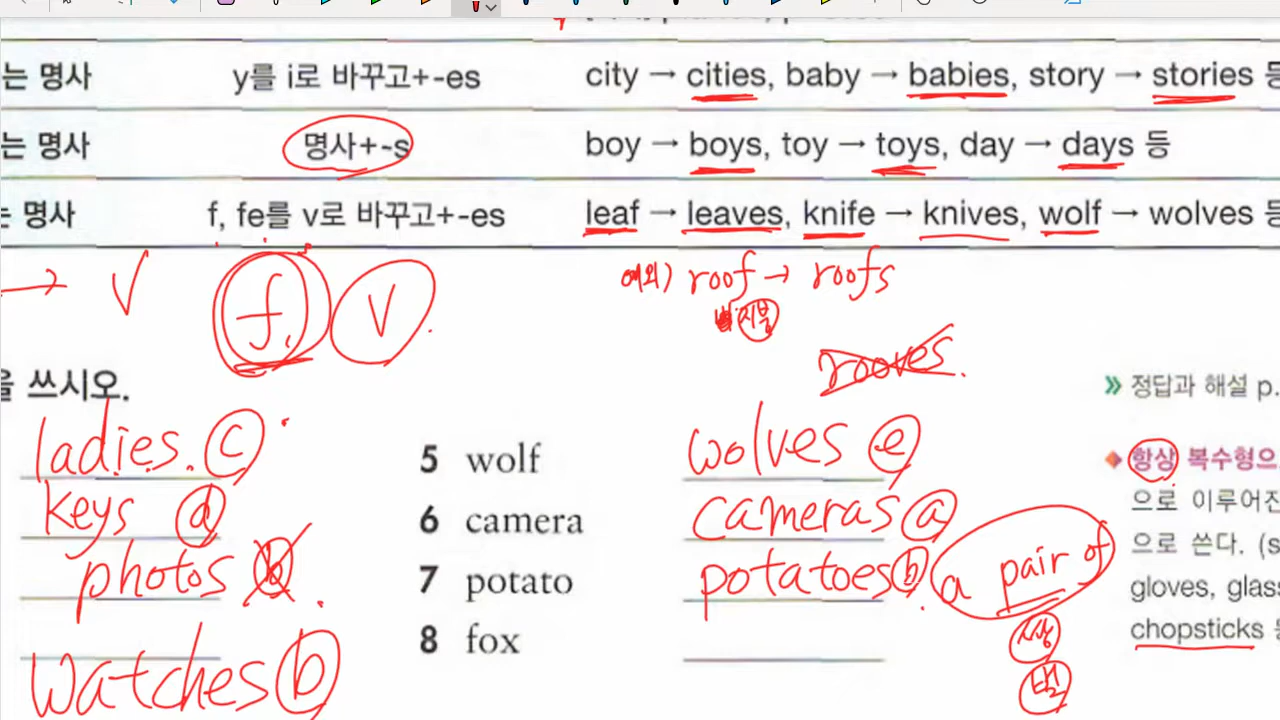 는 명사 y를 i로 바꾸고+-es city → cities, baby → babies, story → stories 등
는 명사 명사+-s boy → boys, toy → toys, day → days 등
는 명사 f, fe를 v로 바꾸고+-es leaf → leaves, knife → knives, wolf → wolves 등
→ V f, V 예외) roof → roofs
지붕
rooves.
을 쓰시오. » 정답과 해설 p.
ladies. c 5 wolf wolves e ◆ 항상 복수형으
keys d 6 camera cameras a 으로 이루어진
photos b 7 potato potatoes b a pair of 으로 쓴다. (s
gloves, glas
watches b 8 fox 쌍 chopsticks 등
벌